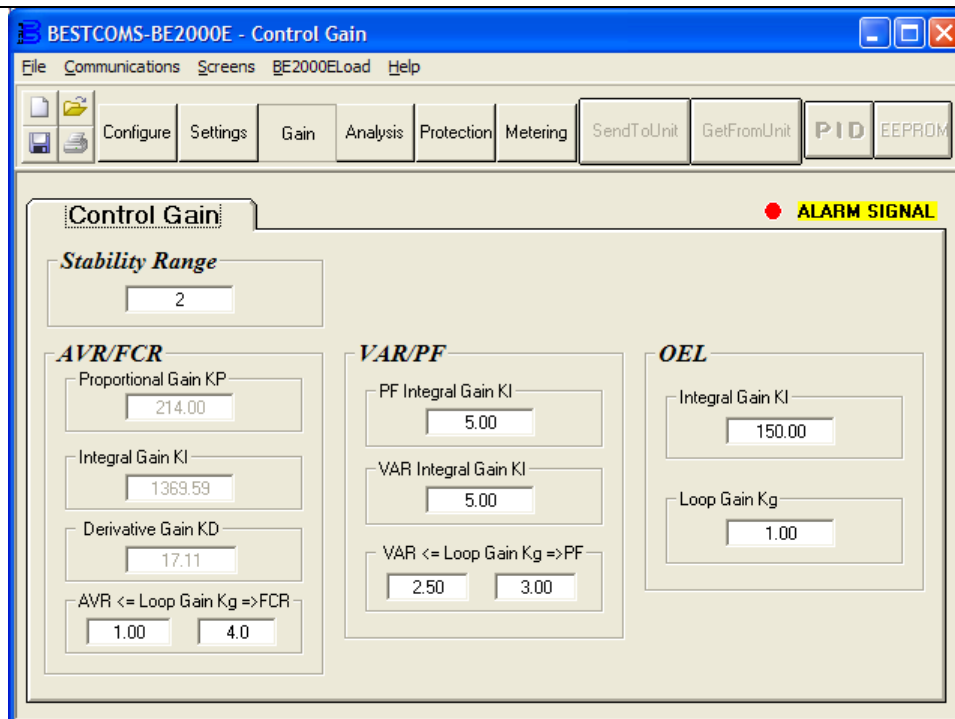 BESTCOMS-BE2000E - Control Gain
File Communications Screens BE2000ELoad Help
Configure Settings Gain Analysis Protection Metering SendToUnit GetFromUnit PID EEPROM
Control Gain
ALARM SIGNAL
Stability Range
2
AVR/FCR
Proportional Gain KP
214.00
Integral Gain KI
1369.59
Derivative Gain KD
17.11
AVR <= Loop Gain Kg =>FCR
1.00 4.0
VAR/PF
PF Integral Gain KI
5.00
VAR Integral Gain KI
5.00
VAR <= Loop Gain Kg =>PF
2.50 3.00
OEL
Integral Gain KI
150.00
Loop Gain Kg
1.00